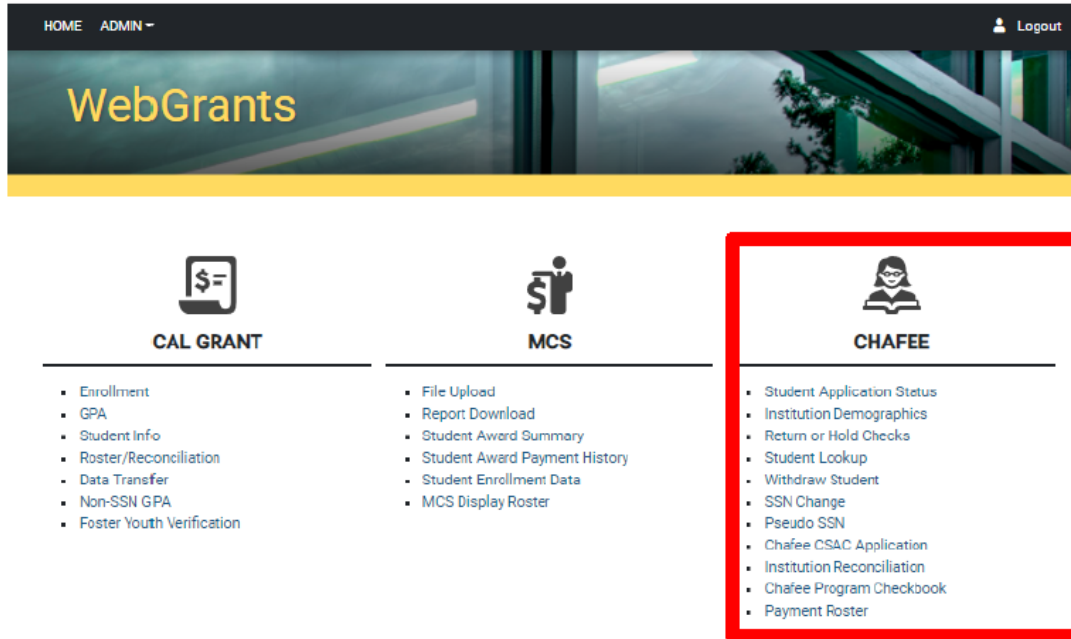 HOME ADMIN
Logout
WebGrants
CAL GRANT
Enrollment
GPA
Student Info
Roster/Reconciliation
Data Transfer
Non-SSN GPA
Foster Youth Verification
MCS
File Upload
Report Download
Student Award Summary
Student Award Payment History
Student Enrollment Data
MCS Display Roster
CHAFEE
Student Application Status
Institution Demographics
Return or Hold Checks
Student Lookup
Withdraw Student
SSN Change
Pseudo SSN
Chafee CSAC Application
Institution Reconciliation
Chafee Program Checkbook
Payment Roster